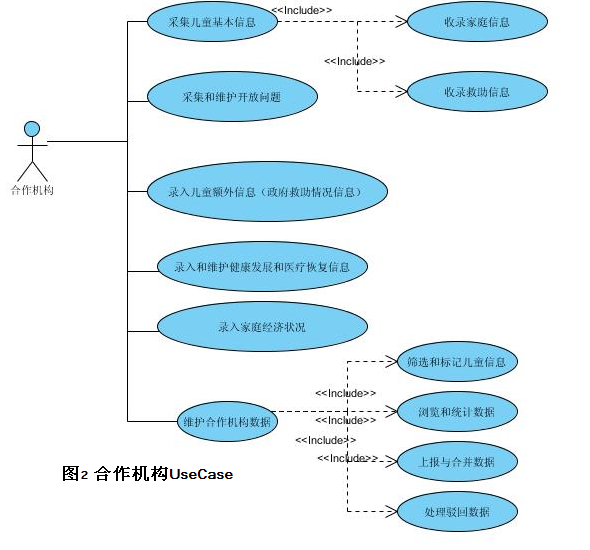 采集儿童基本信息
<<Include>>
收录家庭信息
<<Include>>
采集和维护开放问题
收录救助信息
合作机构
录入儿童额外信息（政府救助情况信息）
录入和维护健康发展和医疗恢复信息
录入家庭经济状况
筛选和标记儿童信息
<<Include>>
维护合作机构数据
<<Include>>
浏览和统计数据
<<Include>>
<<Include>>
上报与合并数据
图2 合作机构UseCase
处理驳回数据